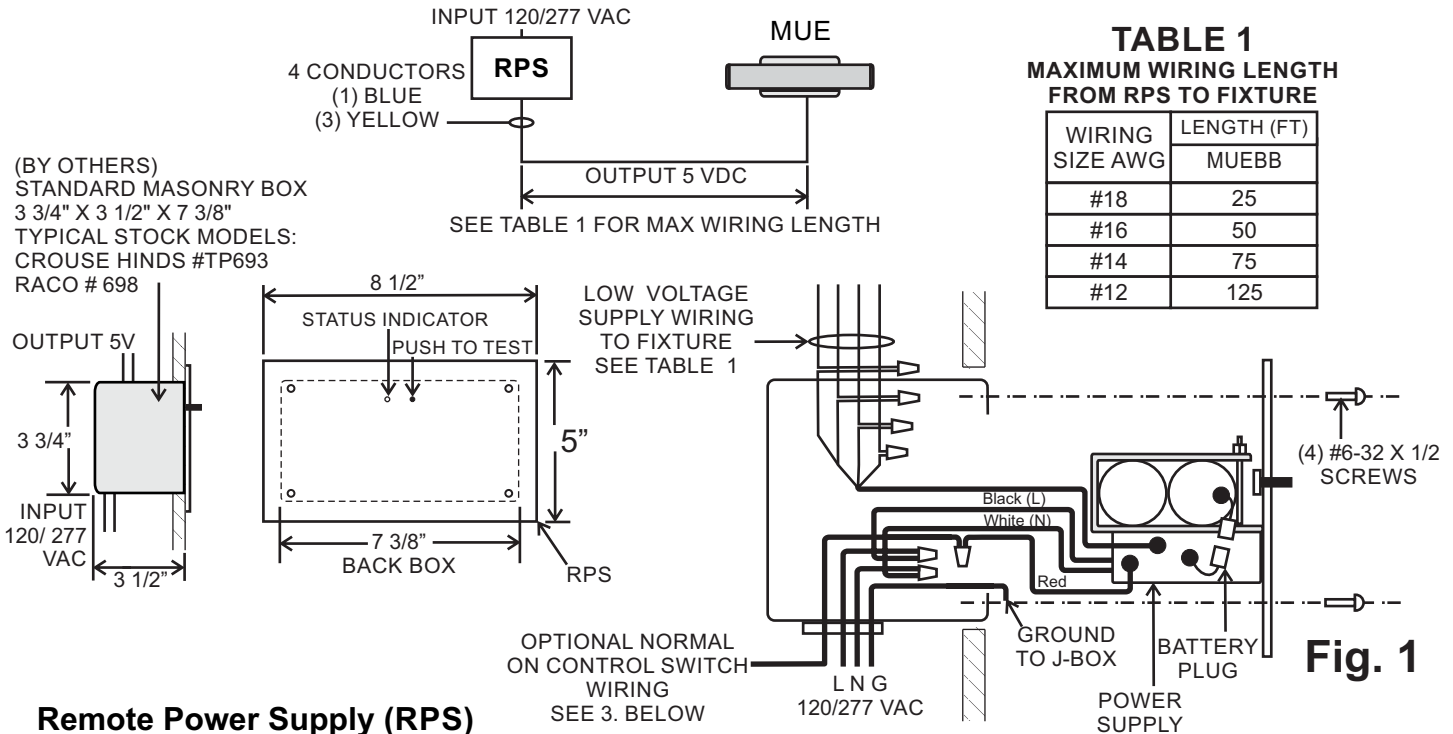 INPUT 120/277 VAC
RPS
MUE
4 CONDUCTORS
(1) BLUE
(3) YELLOW
OUTPUT 5 VDC
SEE TABLE 1 FOR MAX WIRING LENGTH
TABLE 1
MAXIMUM WIRING LENGTH
FROM RPS TO FIXTURE
WIRING
SIZE AWG
LENGTH (FT)
MUEBB
#18 25
#16 50
#14 75
#12 125
(BY OTHERS)
STANDARD MASONRY BOX
3 3/4" X 3 1/2" X 7 3/8"
TYPICAL STOCK MODELS:
CROUSE HINDS #TP693
RACO # 698
OUTPUT 5V
3 3/4"
INPUT
120/ 277
VAC
3 1/2"
8 1/2”
STATUS INDICATOR
PUSH TO TEST
5”
7 3/8”
BACK BOX
RPS
LOW VOLTAGE
SUPPLY WIRING
TO FIXTURE
SEE TABLE 1
Black (L)
White (N)
Red
(4) #6-32 X 1/2
SCREWS
OPTIONAL NORMAL
ON CONTROL SWITCH
WIRING
SEE 3. BELOW
L N G
120/277 VAC
GROUND
TO J-BOX
BATTERY
PLUG
POWER
SUPPLY
Fig. 1
Remote Power Supply (RPS)